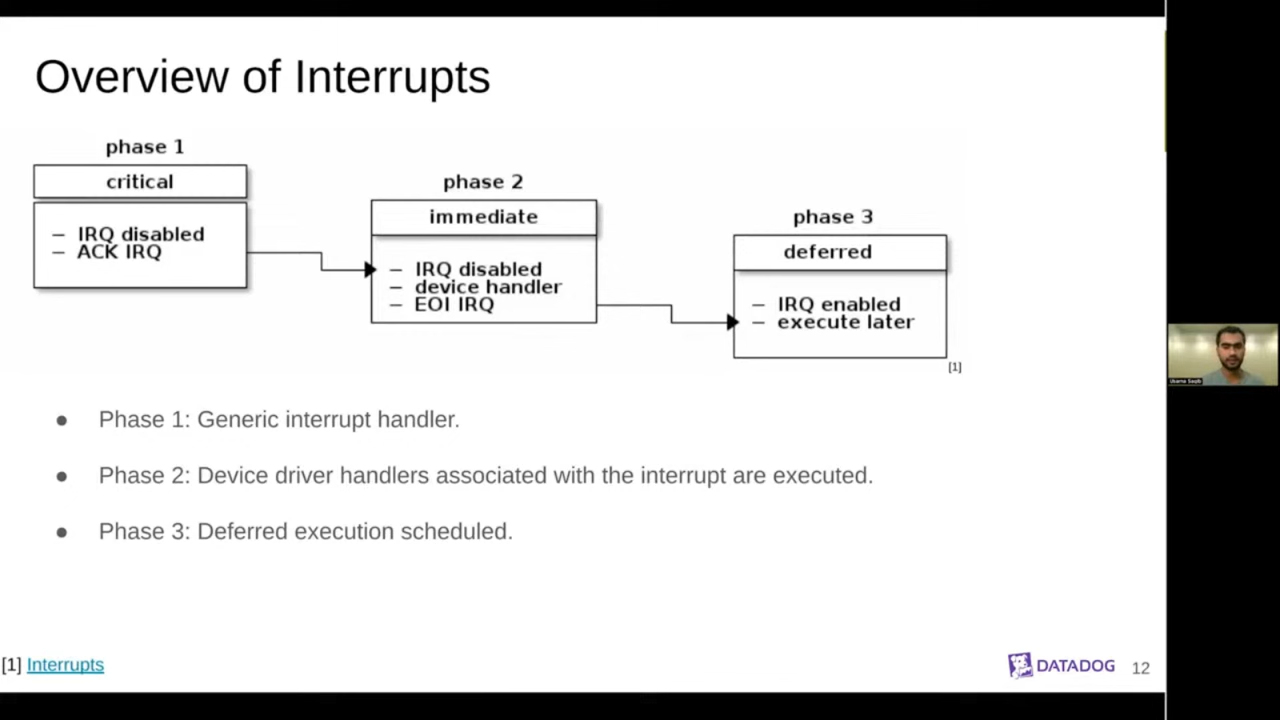 Overview of Interrupts
phase 1
critical
– IRQ disabled
– ACK IRQ
phase 2
immediate
– IRQ disabled
– device handler
– EOI IRQ
phase 3
deferred
– IRQ enabled
– execute later
[1]
● Phase 1: Generic interrupt handler.
● Phase 2: Device driver handlers associated with the interrupt are executed.
● Phase 3: Deferred execution scheduled.
[1] Interrupts
DATADOG
12